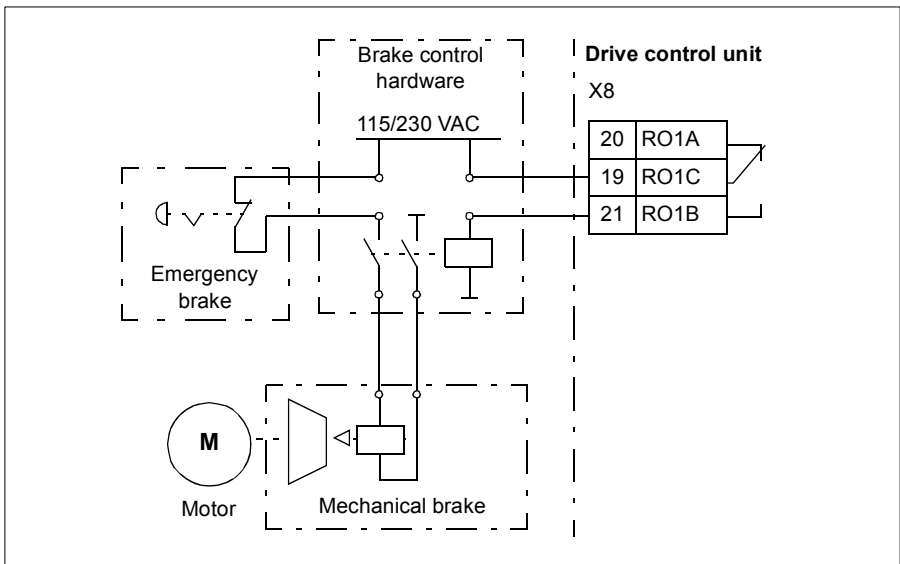 Brake control
hardware
115/230 VAC
Drive control unit
X8
20 RO1A
19 RO1C
21 RO1B
Emergency
brake
M
Motor
Mechanical brake